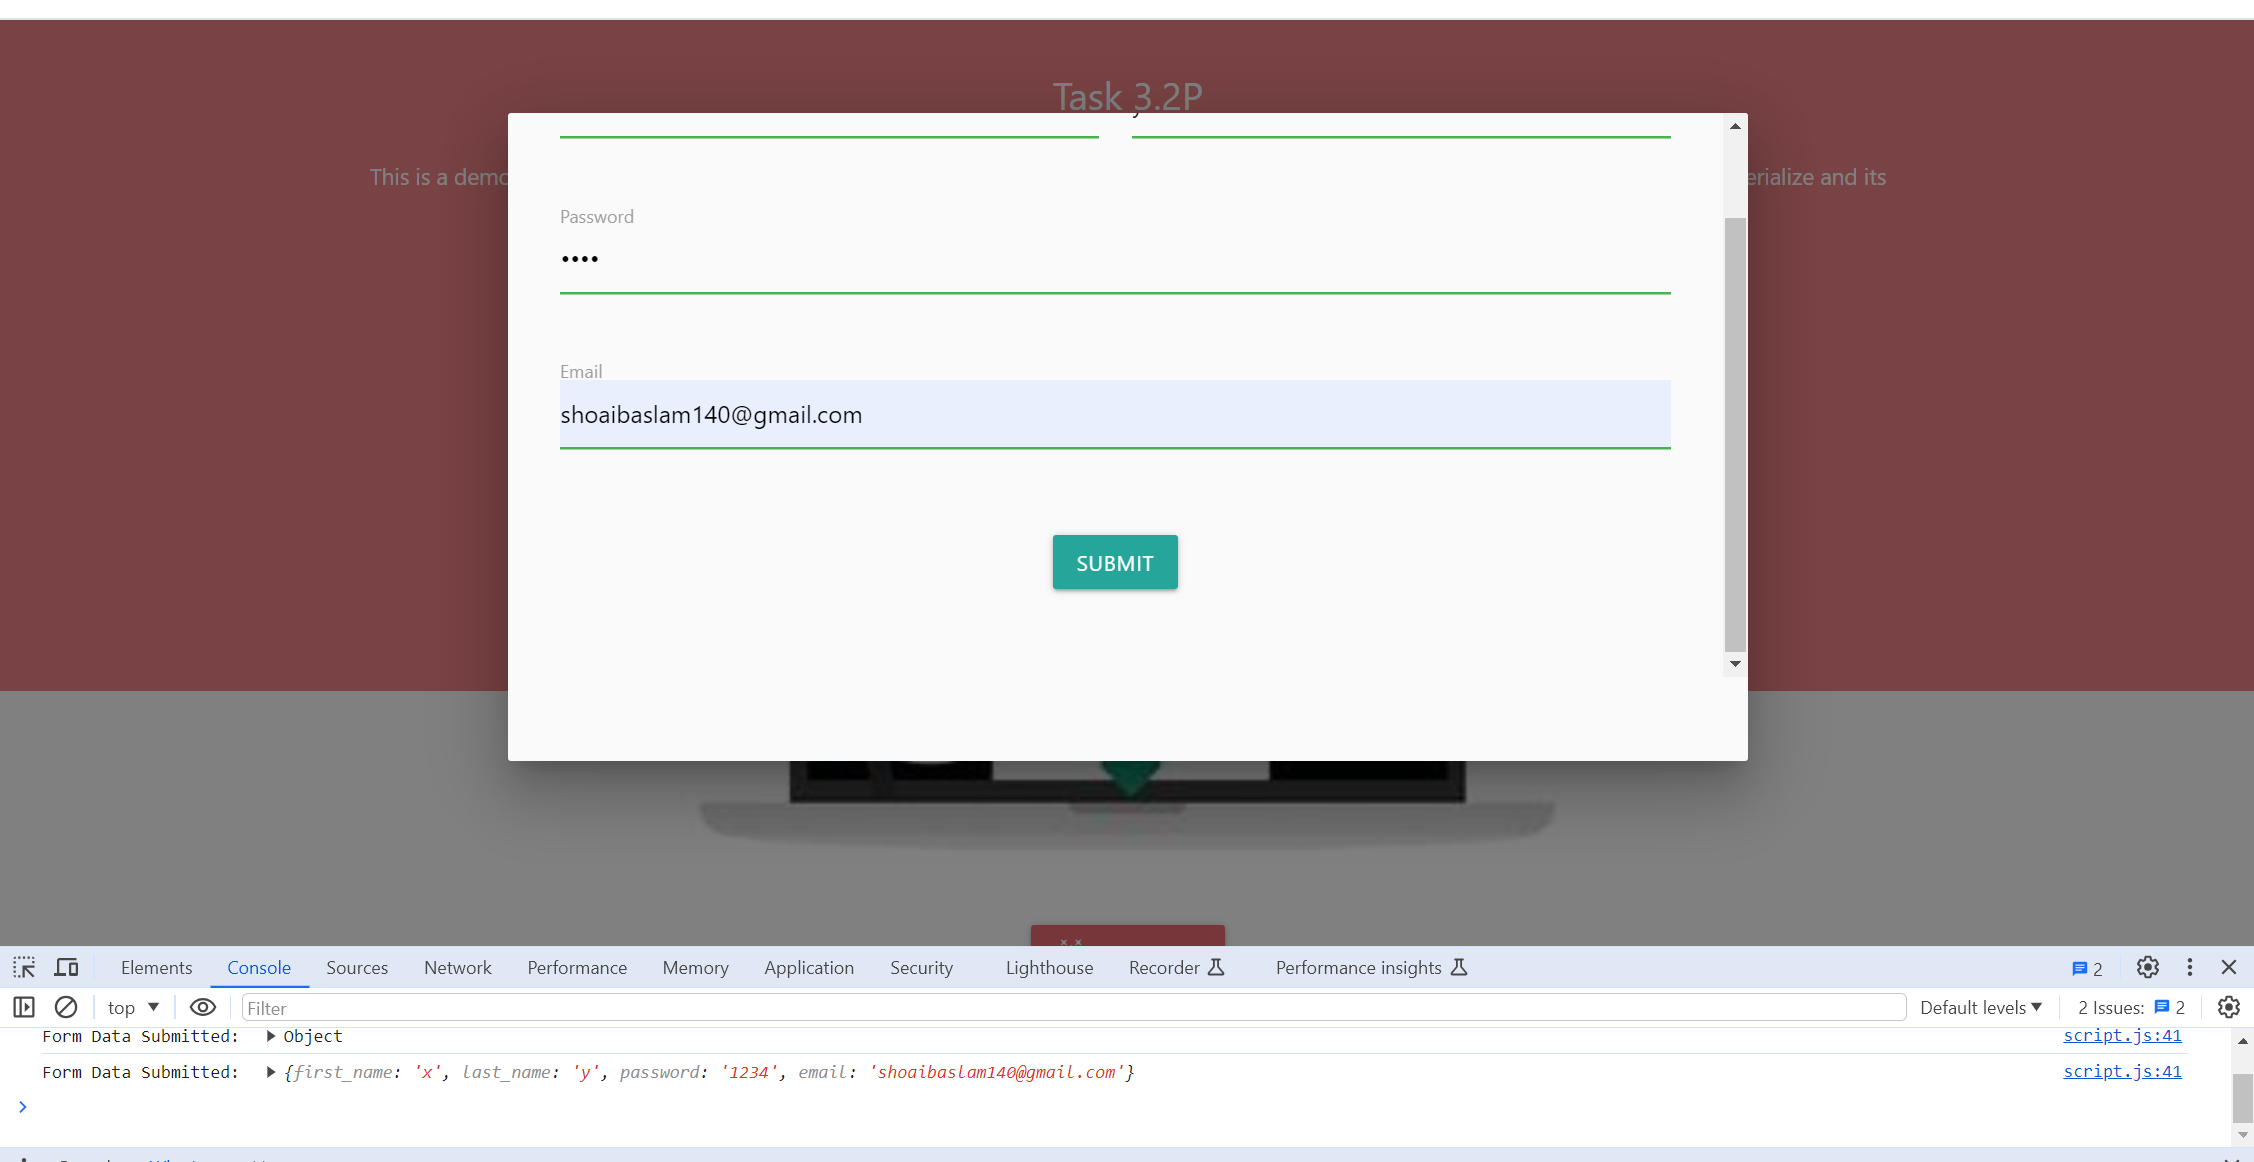 Task 3.2P
This is a demo
erialize and its
Password
••••
Email
shoaibaslam140@gmail.com
SUBMIT
Elements Console Sources Network Performance Memory Application Security Lighthouse Recorder Performance insights 2
top Filter Default levels 2 Issues: 2
Form Data Submitted: Object script.js:41
Form Data Submitted: {first_name: 'x', last_name: 'y', password: '1234', email: 'shoaibaslam140@gmail.com'} script.js:41